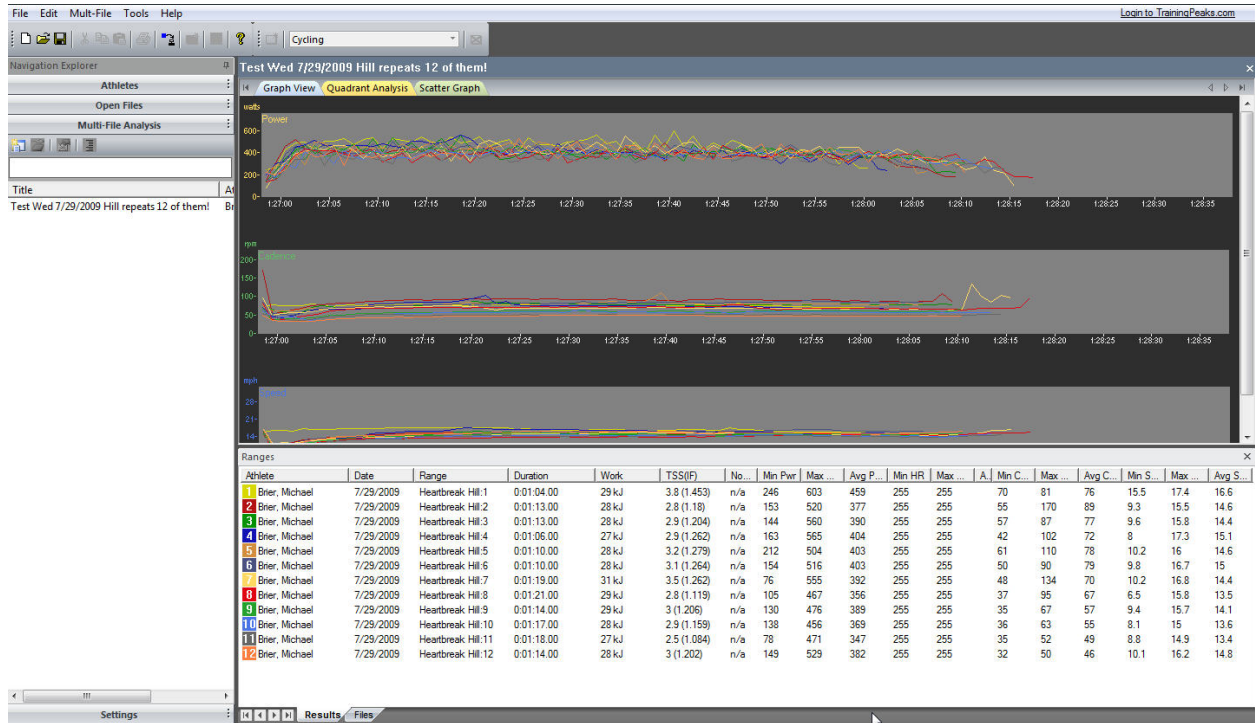 File Edit Mult-File Tools Help
Login to TrainingPeaks.com
Cycling
Navigation Explorer
Athletes
Open Files
Multi-File Analysis
Title At
Test Wed 7/29/2009 Hill repeats 12 of them! Br
Settings
Test Wed 7/29/2009 Hill repeats 12 of them!
Graph View Quadrant Analysis Scatter Graph
watts
Power
600-
400-
200-
0-
1:27:00 1:27:05 1:27:10 1:27:15 1:27:20 1:27:25 1:27:30 1:27:35 1:27:40 1:27:45 1:27:50 1:27:55 1:28:00 1:28:05 1:28:10 1:28:15 1:28:20 1:28:25 1:28:30 1:28:35
rpm
Cadence
200-
150-
100-
50-
0-
1:27:00 1:27:05 1:27:10 1:27:15 1:27:20 1:27:25 1:27:30 1:27:35 1:27:40 1:27:45 1:27:50 1:27:55 1:28:00 1:28:05 1:28:10 1:28:15 1:28:20 1:28:25 1:28:30 1:28:35
mph
Speed
28-
21-
14-
Ranges
Athlete Date Range Duration Work TSS(IF) No... Min Pwr Max ... Avg P... Min HR Max ... A.. Min C... Max ... Avg C... Min S... Max ... Avg S...
1 Brier, Michael 7/29/2009 Heartbreak Hill:1 0:01:04.00 29 kJ 3.8 (1.453) n/a 246 603 459 255 255 70 81 76 15.5 17.4 16.6
2 Brier, Michael 7/29/2009 Heartbreak Hill:2 0:01:13.00 28 kJ 2.8 (1.18) n/a 153 520 377 255 255 55 170 89 9.3 15.5 14.6
3 Brier, Michael 7/29/2009 Heartbreak Hill:3 0:01:13.00 28 kJ 2.9 (1.204) n/a 144 560 390 255 255 57 87 77 9.6 15.8 14.4
4 Brier, Michael 7/29/2009 Heartbreak Hill:4 0:01:06.00 27 kJ 2.9 (1.262) n/a 163 565 404 255 255 42 102 72 8 17.3 15.1
5 Brier, Michael 7/29/2009 Heartbreak Hill:5 0:01:10.00 28 kJ 3.2 (1.279) n/a 212 504 403 255 255 61 110 78 10.2 16 14.6
6 Brier, Michael 7/29/2009 Heartbreak Hill:6 0:01:10.00 28 kJ 3.1 (1.264) n/a 154 516 403 255 255 50 90 79 9.8 16.7 15
7 Brier, Michael 7/29/2009 Heartbreak Hill:7 0:01:19.00 31 kJ 3.5 (1.262) n/a 76 555 392 255 255 48 134 70 10.2 16.8 14.4
8 Brier, Michael 7/29/2009 Heartbreak Hill:8 0:01:21.00 29 kJ 2.8 (1.119) n/a 105 467 356 255 255 37 95 67 6.5 15.8 13.5
9 Brier, Michael 7/29/2009 Heartbreak Hill:9 0:01:14.00 29 kJ 3 (1.206) n/a 130 476 389 255 255 35 67 57 9.4 15.7 14.1
10 Brier, Michael 7/29/2009 Heartbreak Hill:10 0:01:17.00 28 kJ 2.9 (1.159) n/a 138 456 369 255 255 36 63 55 8.1 15 13.6
11 Brier, Michael 7/29/2009 Heartbreak Hill:11 0:01:18.00 27 kJ 2.5 (1.084) n/a 78 471 347 255 255 35 52 49 8.8 14.9 13.4
12 Brier, Michael 7/29/2009 Heartbreak Hill:12 0:01:14.00 28 kJ 3 (1.202) n/a 149 529 382 255 255 32 50 46 10.1 16.2 14.8
Results Files